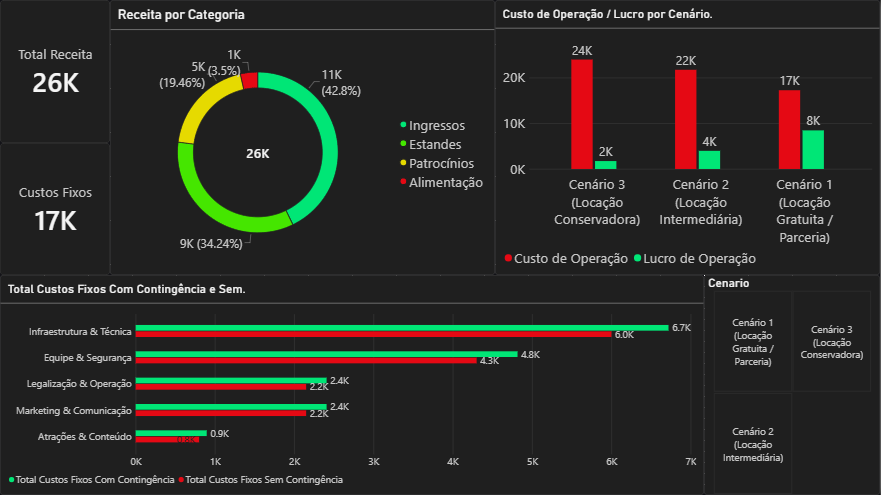 Total Receita
26K
Custos Fixos
17K
Receita por Categoria
1K
(3.5%)
5K
(19.46%)
11K
(42.8%)
26K
9K (34.24%)
Ingressos
Estandes
Patrocínios
Alimentação
Custo de Operação / Lucro por Cenário.
20K
10K
0K
24K
2K
22K
4K
17K
8K
Cenário 3
(Locação
Conservadora)
Cenário 2
(Locação
Intermediária)
Cenário 1
(Locação
Gratuita /
Parceria)
Custo de Operação
Lucro de Operação
Total Custos Fixos Com Contingência e Sem.
Infraestrutura & Técnica
6.7K
6.0K
Equipe & Segurança
4.8K
4.3K
Legalização & Operação
2.4K
2.2K
Marketing & Comunicação
2.4K
2.2K
Atrações & Conteúdo
0.9K
0.8K
0K
1K
2K
3K
4K
5K
6K
7K
Total Custos Fixos Com Contingência
Total Custos Fixos Sem Contingência
Cenario
Cenário 1
(Locação
Gratuita /
Parceria)
Cenário 3
(Locação
Conservadora)
Cenário 2
(Locação
Intermediária)